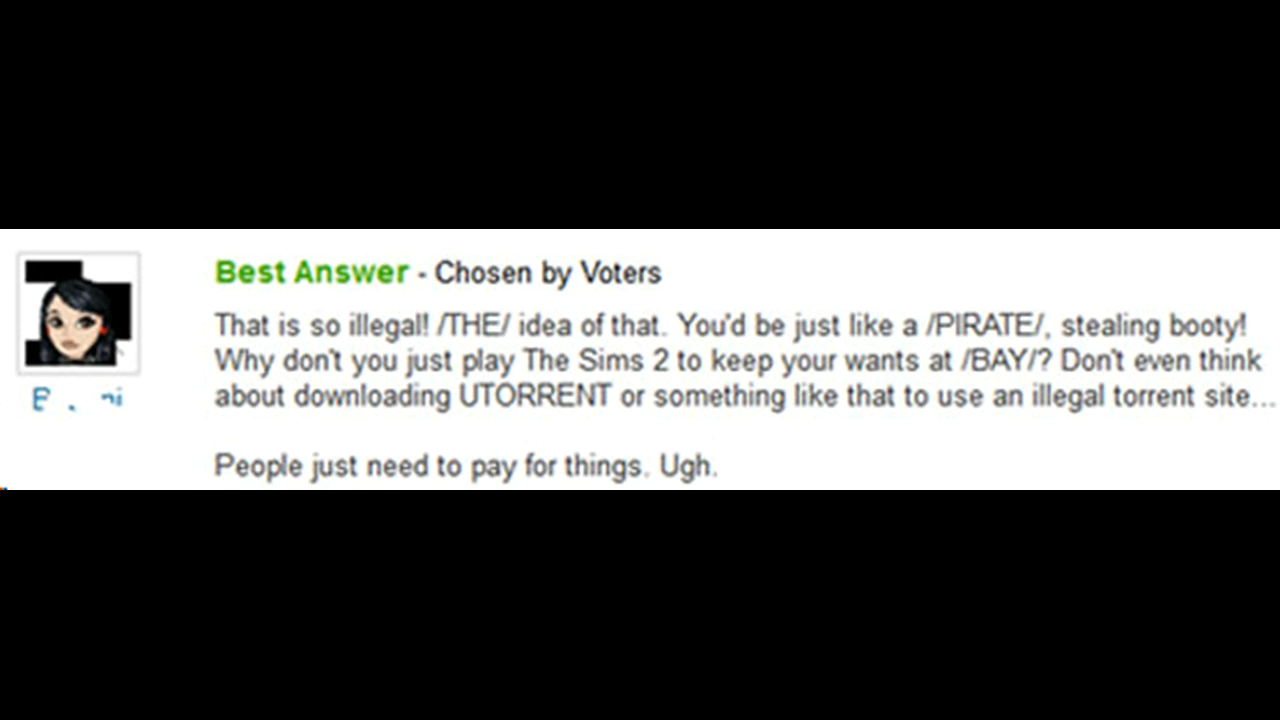 Best Answer - Chosen by Voters
That is so illegal! /THE/ idea of that. You'd be just like a /PIRATE/, stealing booty!
Why don't you just play The Sims 2 to keep your wants at /BAY/? Don't even think
about downloading UTORRENT or something like that to use an illegal torrent site...
People just need to pay for things. Ugh.